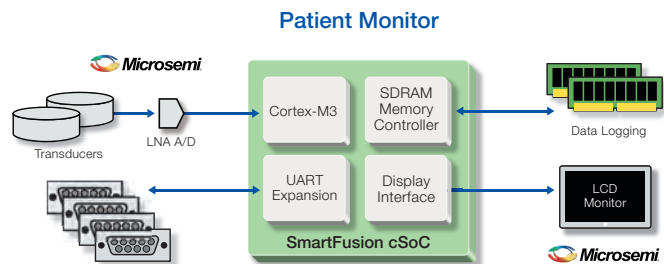 Patient Monitor
Microsemi
Transducers
LNA A/D
Cortex-M3
SDRAM
Memory
Controller
Data Logging
UART
Expansion
Display
Interface
LCD
Monitor
SmartFusion cSoC
Microsemi